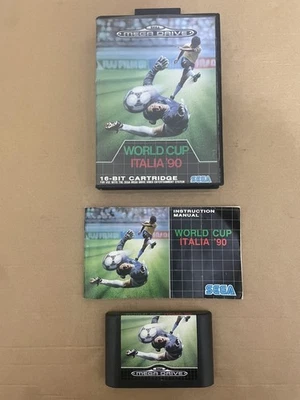 MEGA DRIVE
WORLD CUP
ITALIA '90
16-BIT CARTRIDGE
SEGA
INSTRUCTION
MANUAL
WORLD CUP
ITALIA '90
SEGA
MEGA DRIVE